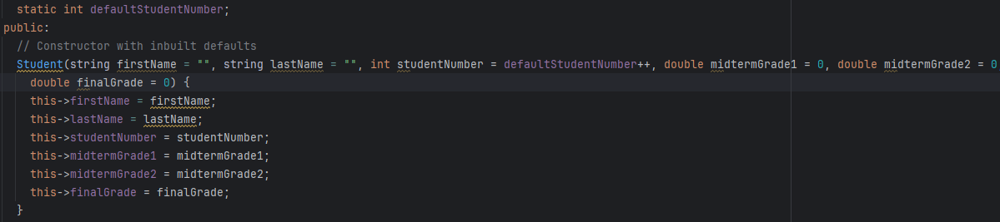 static int defaultStudentNumber;
public:
// Constructor with inbuilt defaults
Student(string firstName = "", string lastName = "", int studentNumber = defaultStudentNumber++, double midtermGrade1 = 0, double midtermGrade2 = 0
double finalGrade = 0) {
this->firstName = firstName;
this->lastName = lastName;
this->studentNumber = studentNumber;
this->midtermGrade1 = midtermGrade1;
this->midtermGrade2 = midtermGrade2;
this->finalGrade = finalGrade;
}